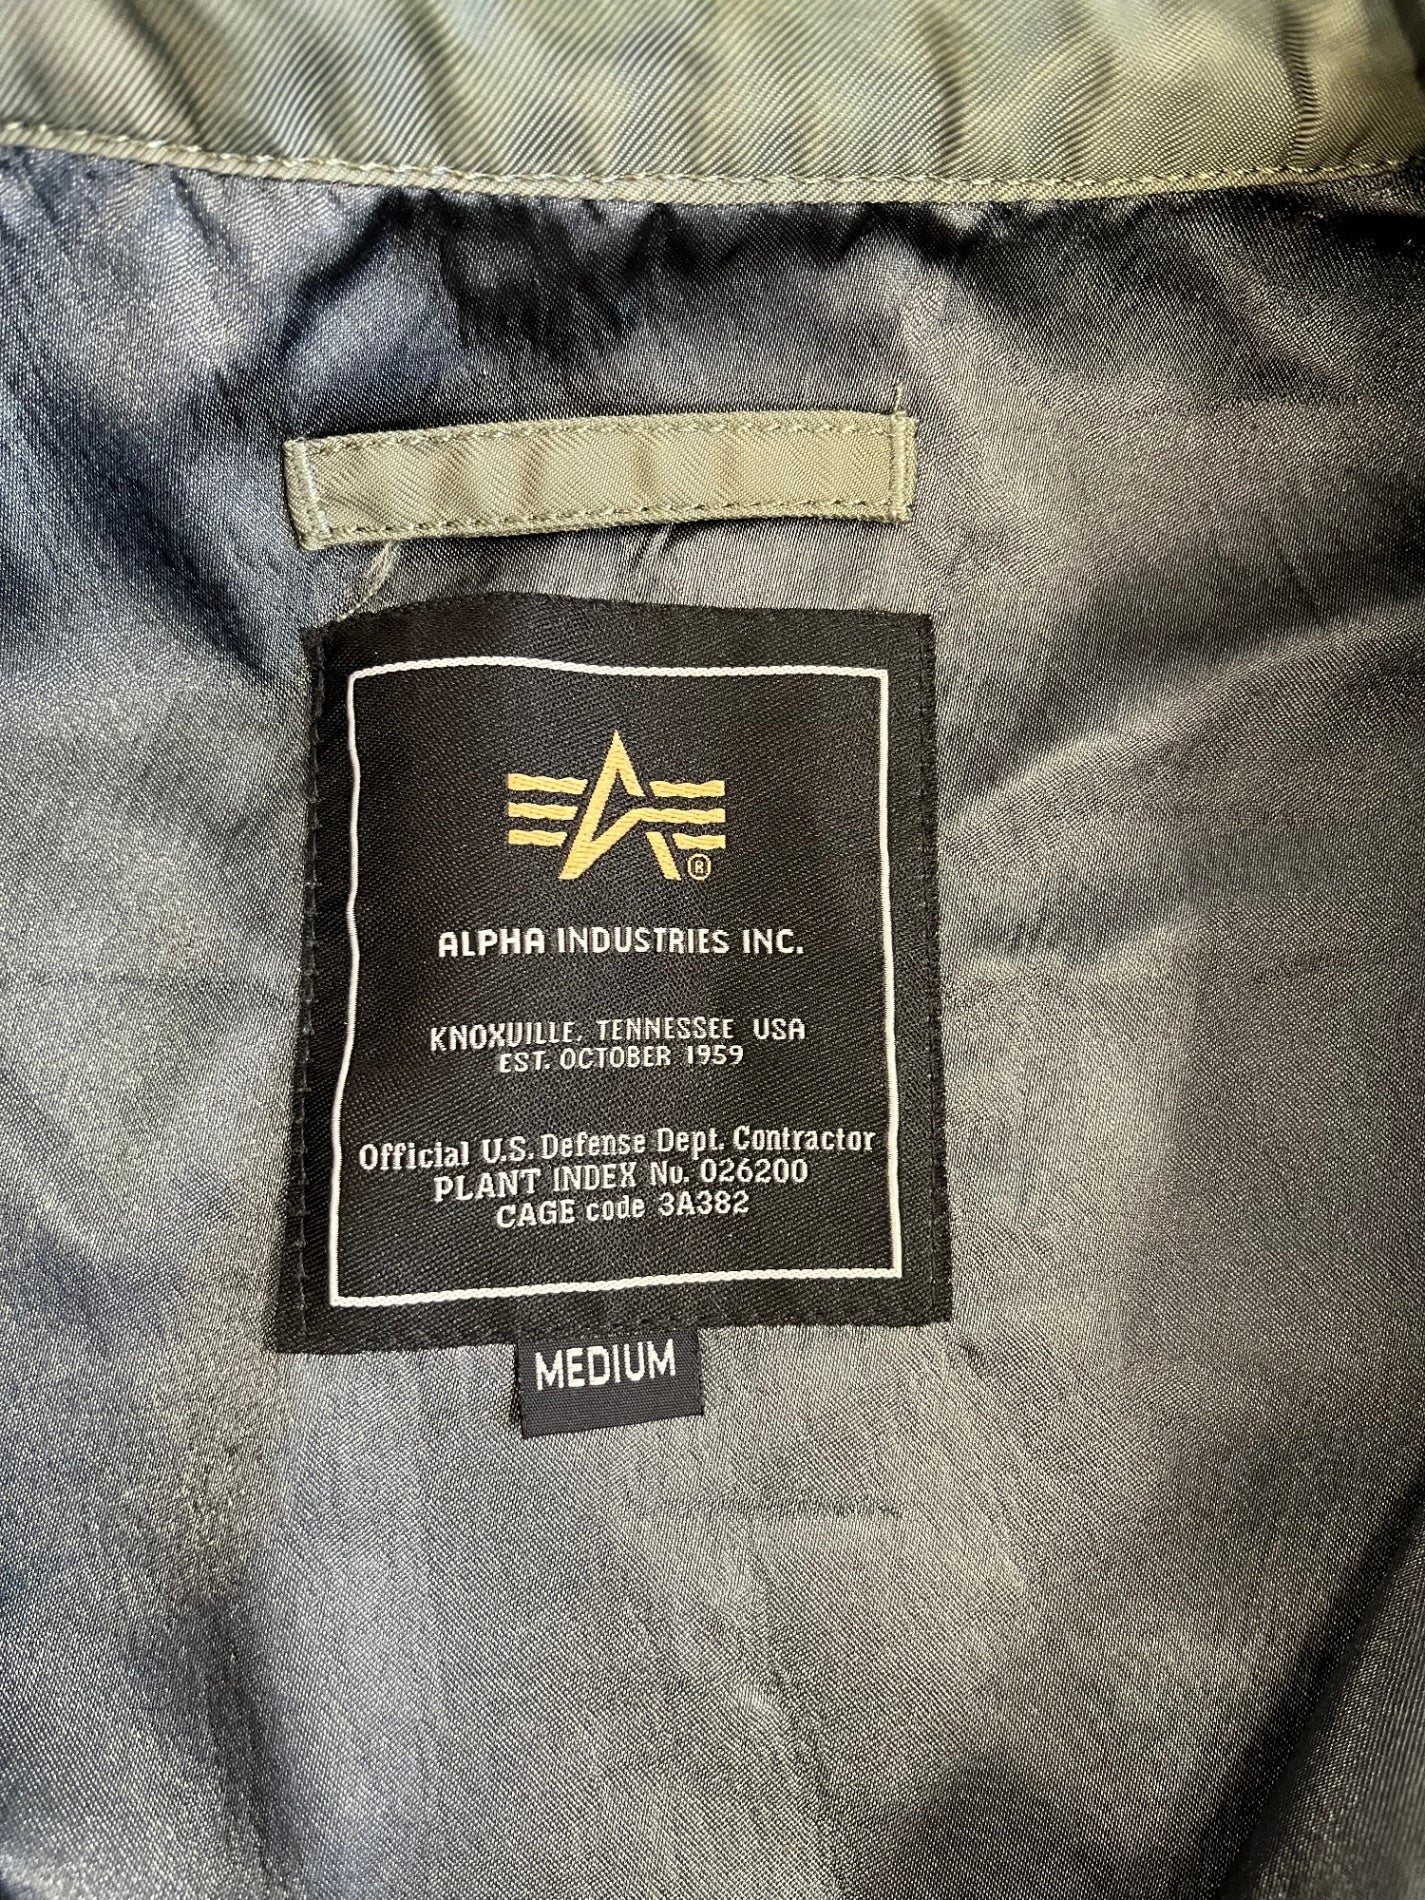 ®
ALPHA INDUSTRIES INC.
KNOXVILLE, TENNESSEE USA
EST. OCTOBER 1959
Official U.S. Defense Dept. Contractor
PLANT INDEX No. 026200
CAGE code 3A382
MEDIUM